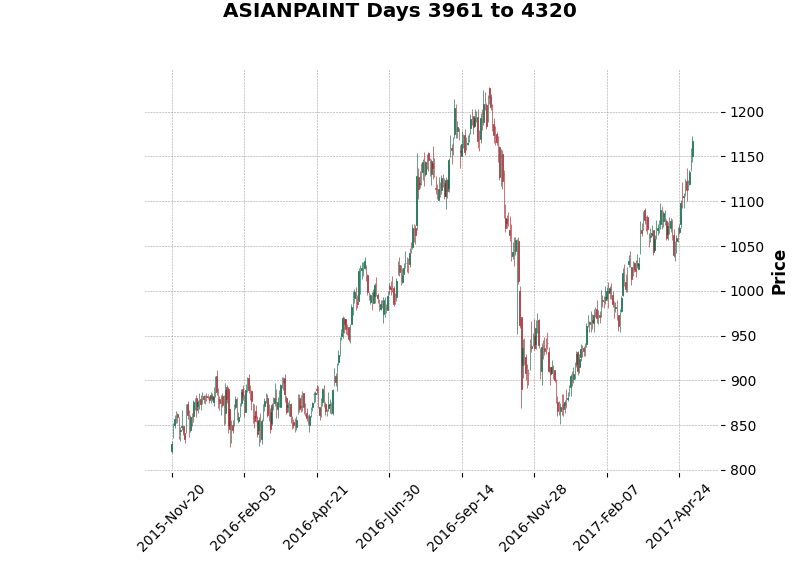 ASIANPAINT Days 3961 to 4320
1200
1150
1100
1050
1000
950
900
850
800
Price
2015-Nov-20
2016-Feb-03
2016-Apr-21
2016-Jun-30
2016-Sep-14
2016-Nov-28
2017-Feb-07
2017-Apr-24